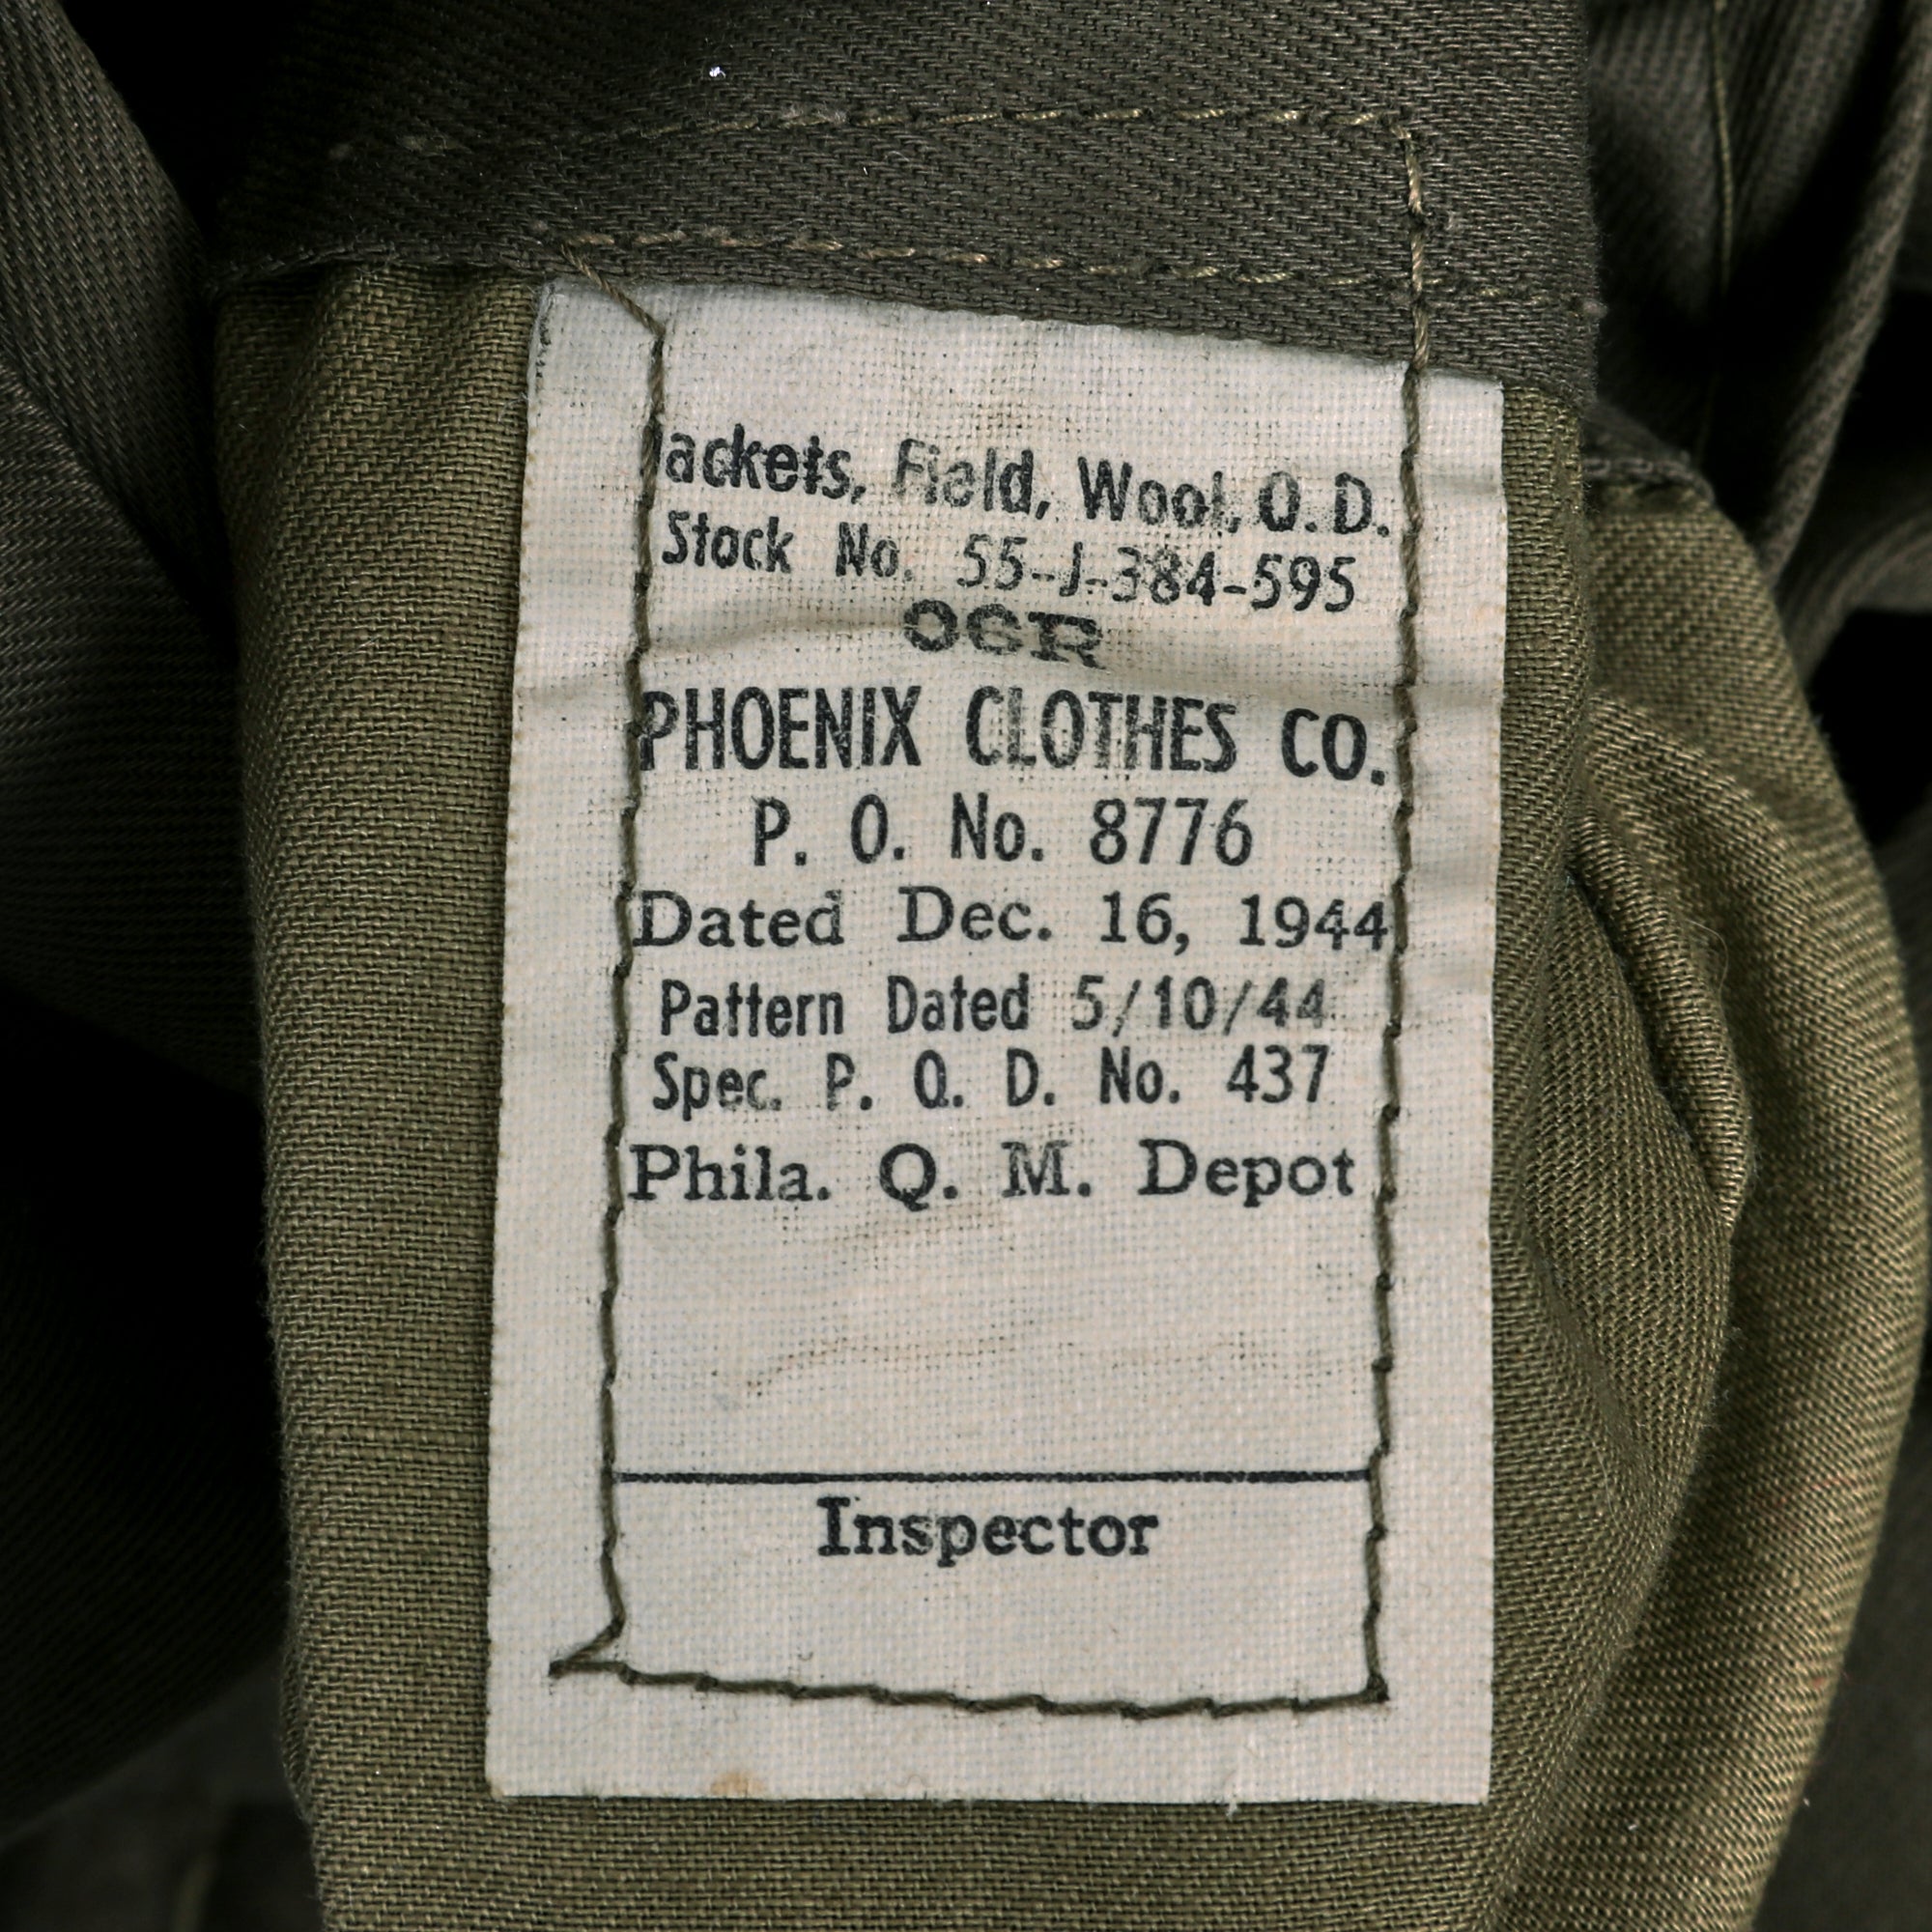 Jackets, Field, Wool, O. D.
Stock No. 55-J-384-595
06R
PHOENIX CLOTHES CO.
P. O. No. 8776
Dated Dec. 16, 1944
Pattern Dated 5/10/44
Spec. P. Q. D. No. 437
Phila. Q. M. Depot
Inspector